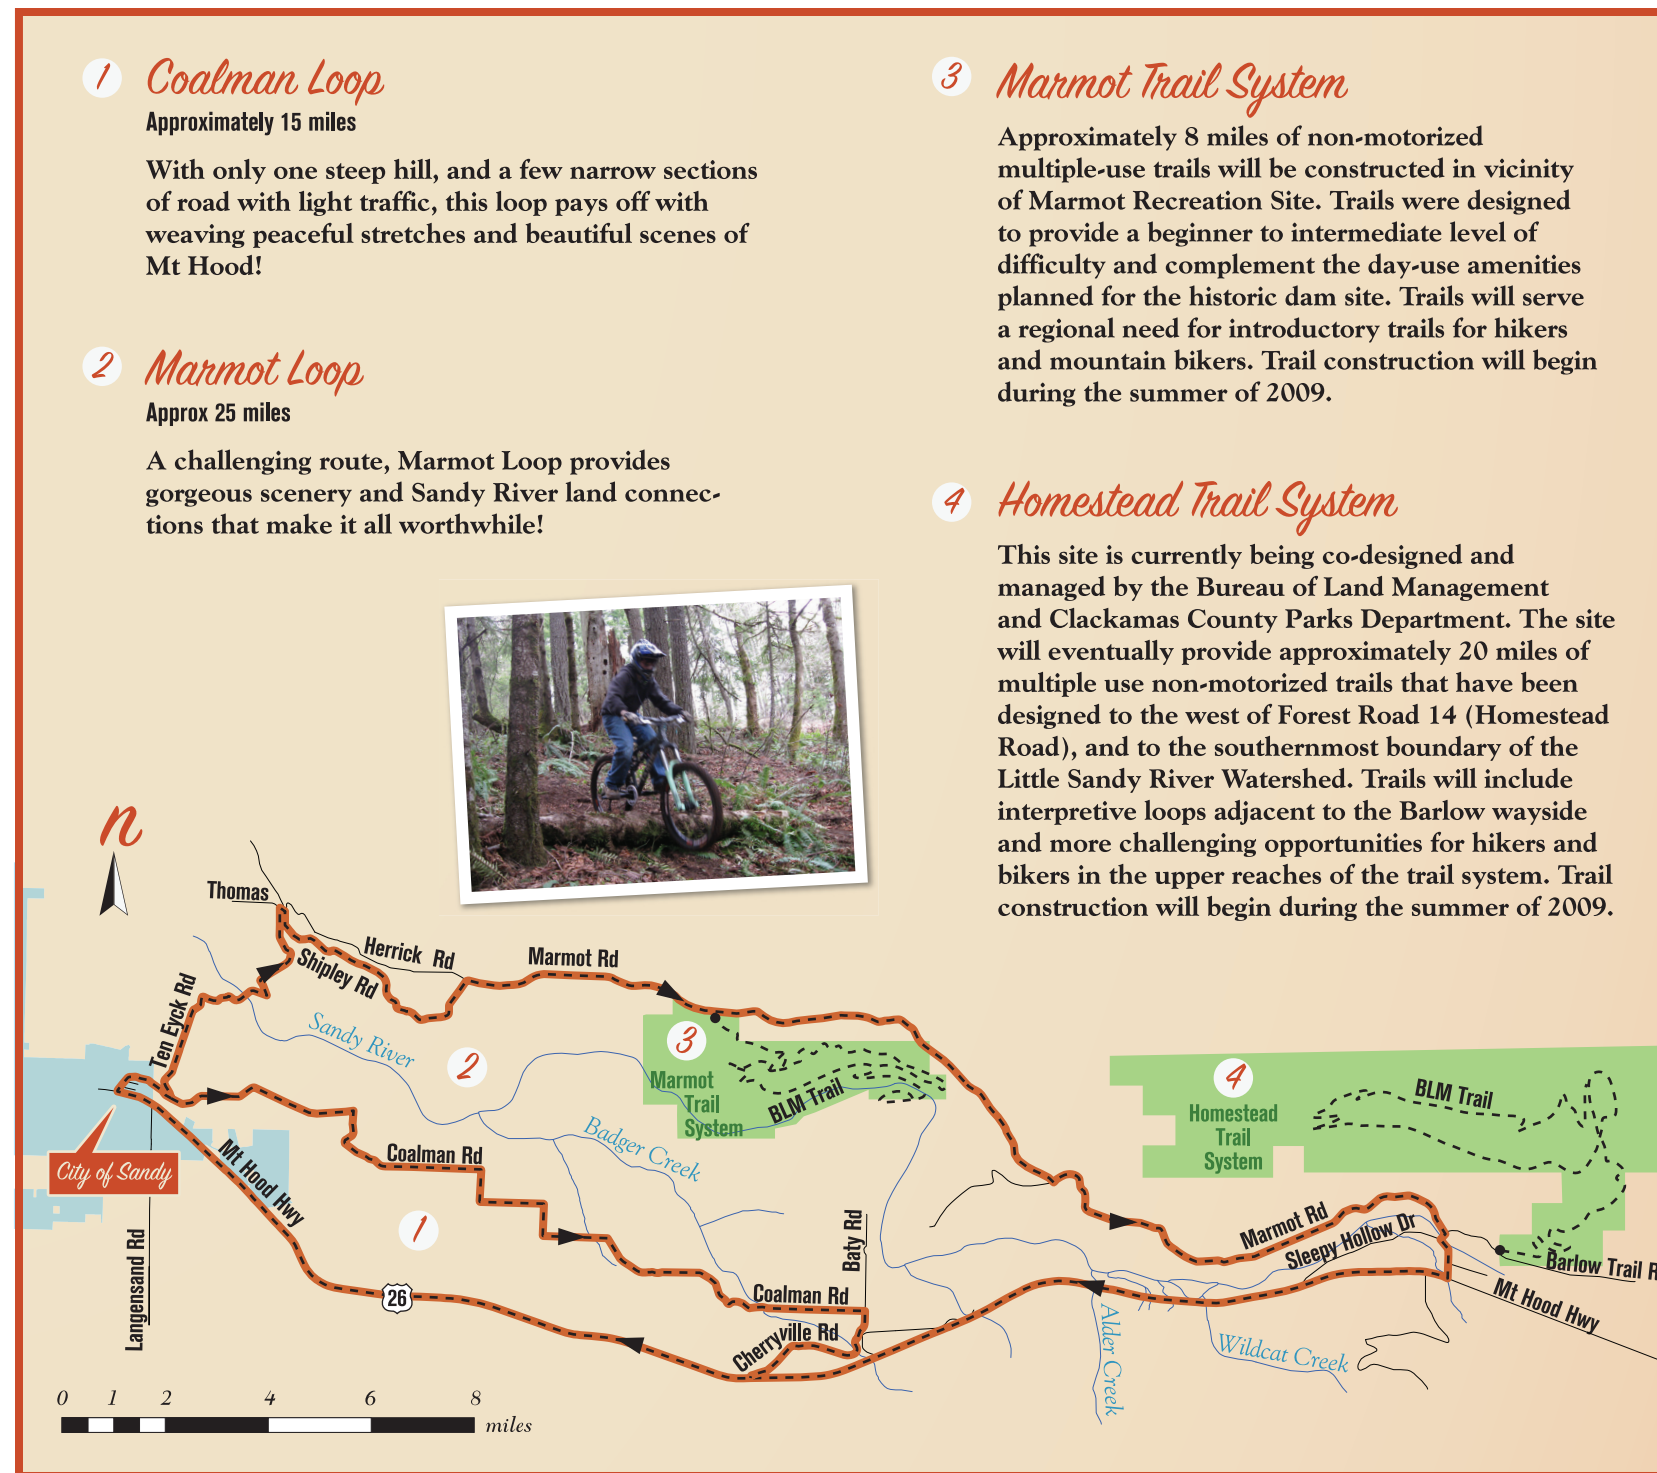 1 Coalman Loop
Approximately 15 miles
With only one steep hill, and a few narrow sections
of road with light traffic, this loop pays off with
weaving peaceful stretches and beautiful scenes of
Mt Hood!
2 Marmot Loop
Approx 25 miles
A challenging route, Marmot Loop provides
gorgeous scenery and Sandy River land connec-
tions that make it all worthwhile!
3 Marmot Trail System
Approximately 8 miles of non-motorized
multiple-use trails will be constructed in vicinity
of Marmot Recreation Site. Trails were designed
to provide a beginner to intermediate level of
difficulty and complement the day-use amenities
planned for the historic dam site. Trails will serve
a regional need for introductory trails for hikers
and mountain bikers. Trail construction will begin
during the summer of 2009.
4 Homestead Trail System
This site is currently being co-designed and
managed by the Bureau of Land Management
and Clackamas County Parks Department. The site
will eventually provide approximately 20 miles of
multiple use non-motorized trails that have been
designed to the west of Forest Road 14 (Homestead
Road), and to the southernmost boundary of the
Little Sandy River Watershed. Trails will include
interpretive loops adjacent to the Barlow wayside
and more challenging opportunities for hikers and
bikers in the upper reaches of the trail system. Trail
construction will begin during the summer of 2009.
n
Thomas
Herrick Rd
Marmot Rd
Shipley Rd
Ten Eyck Rd
Sandy River
2
3
Marmot
Trail
System
BLM Trail
4
Homestead
Trail
System
BLM Trail
Badger Creek
Coalman Rd
City of Sandy
Mt Hood Hwy
1
Langensand Rd
26
Baty Rd
Coalman Rd
Cherryville Rd
Marmot Rd
Sleepy Hollow Dr
Barlow Trail R
Mt Hood Hwy
Alder Creek
Wildcat Creek
0 1 2 4 6 8
miles